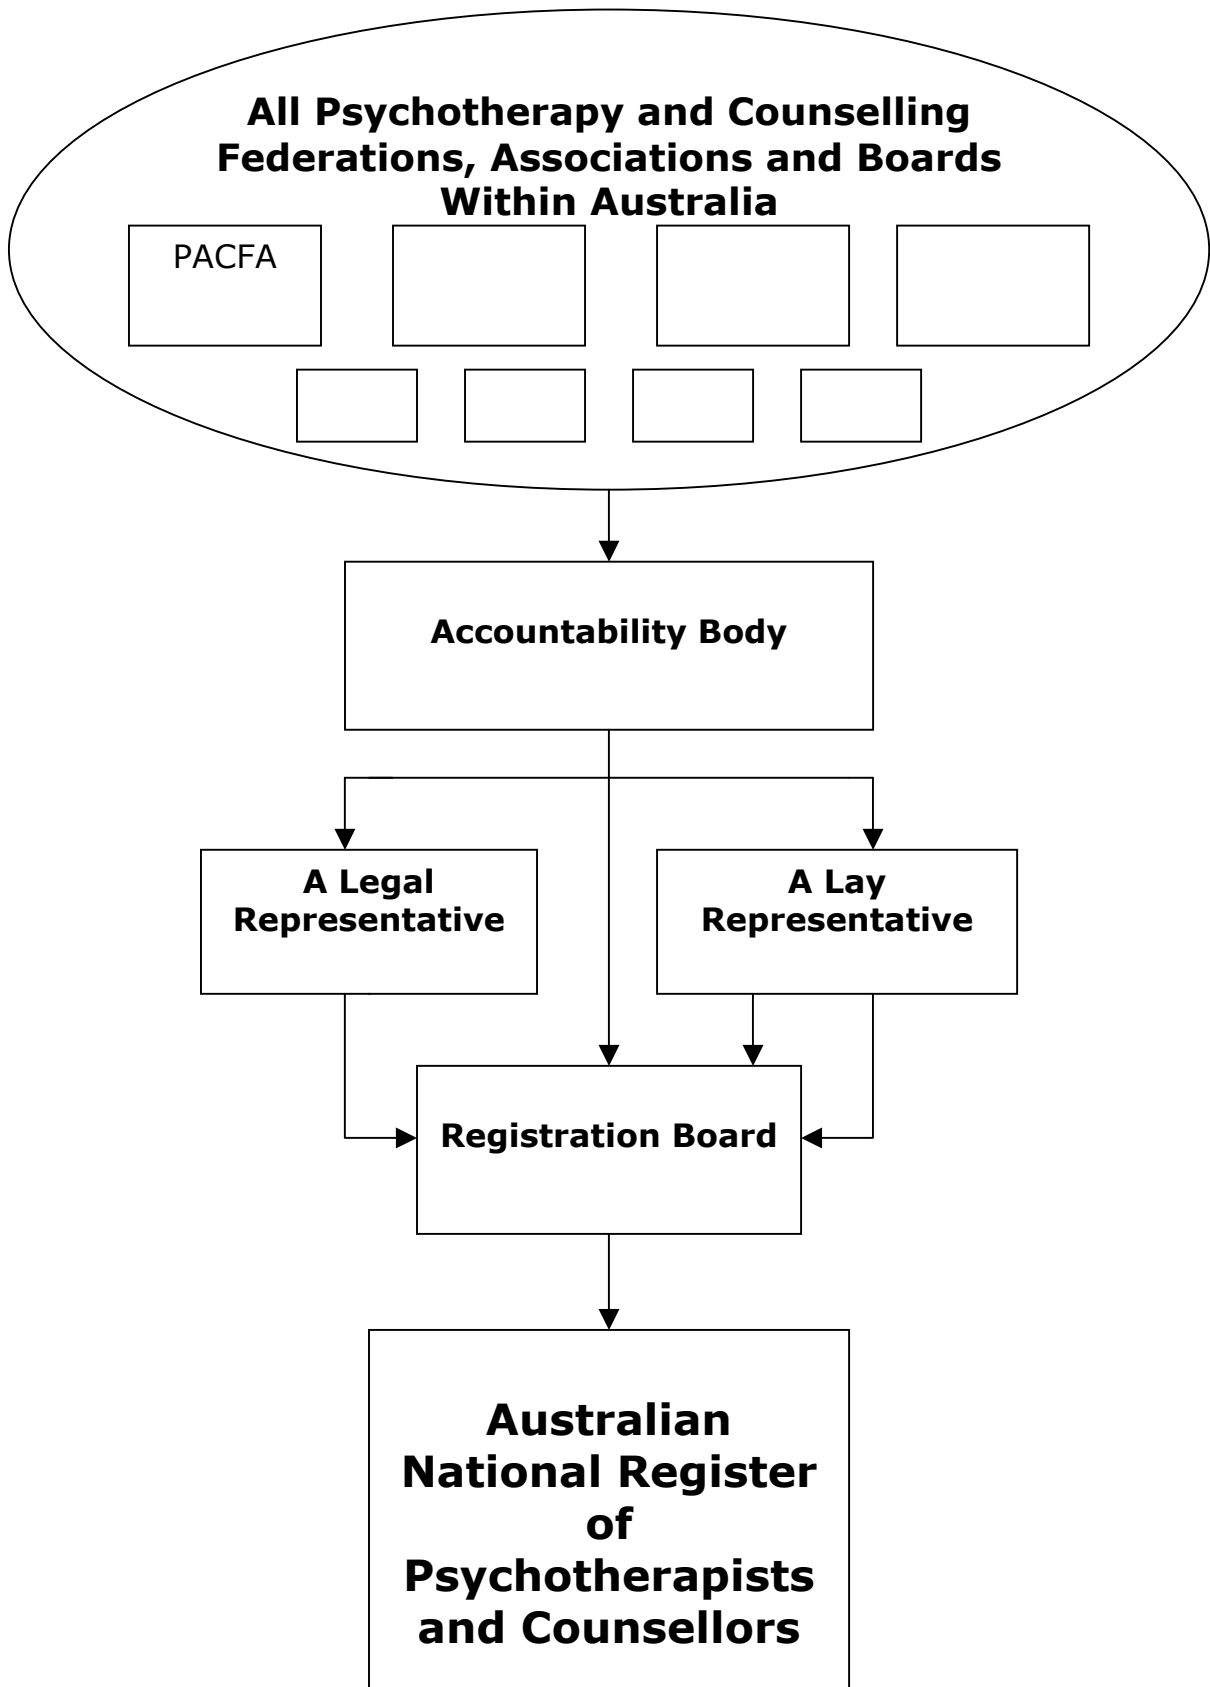 All Psychotherapy and Counselling
Federations, Associations and Boards
Within Australia
PACFA
Accountability Body
A Legal
Representative
A Lay
Representative
Registration Board
Australian
National Register
of
Psychotherapists
and Counsellors